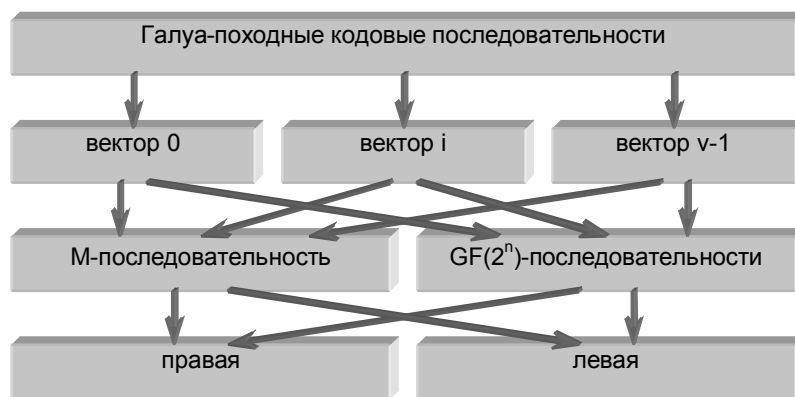 Галуа-походные кодовые последовательности
вектор 0 вектор i вектор v-1
М-последовательность GF(2ⁿ)-последовательности
правая левая